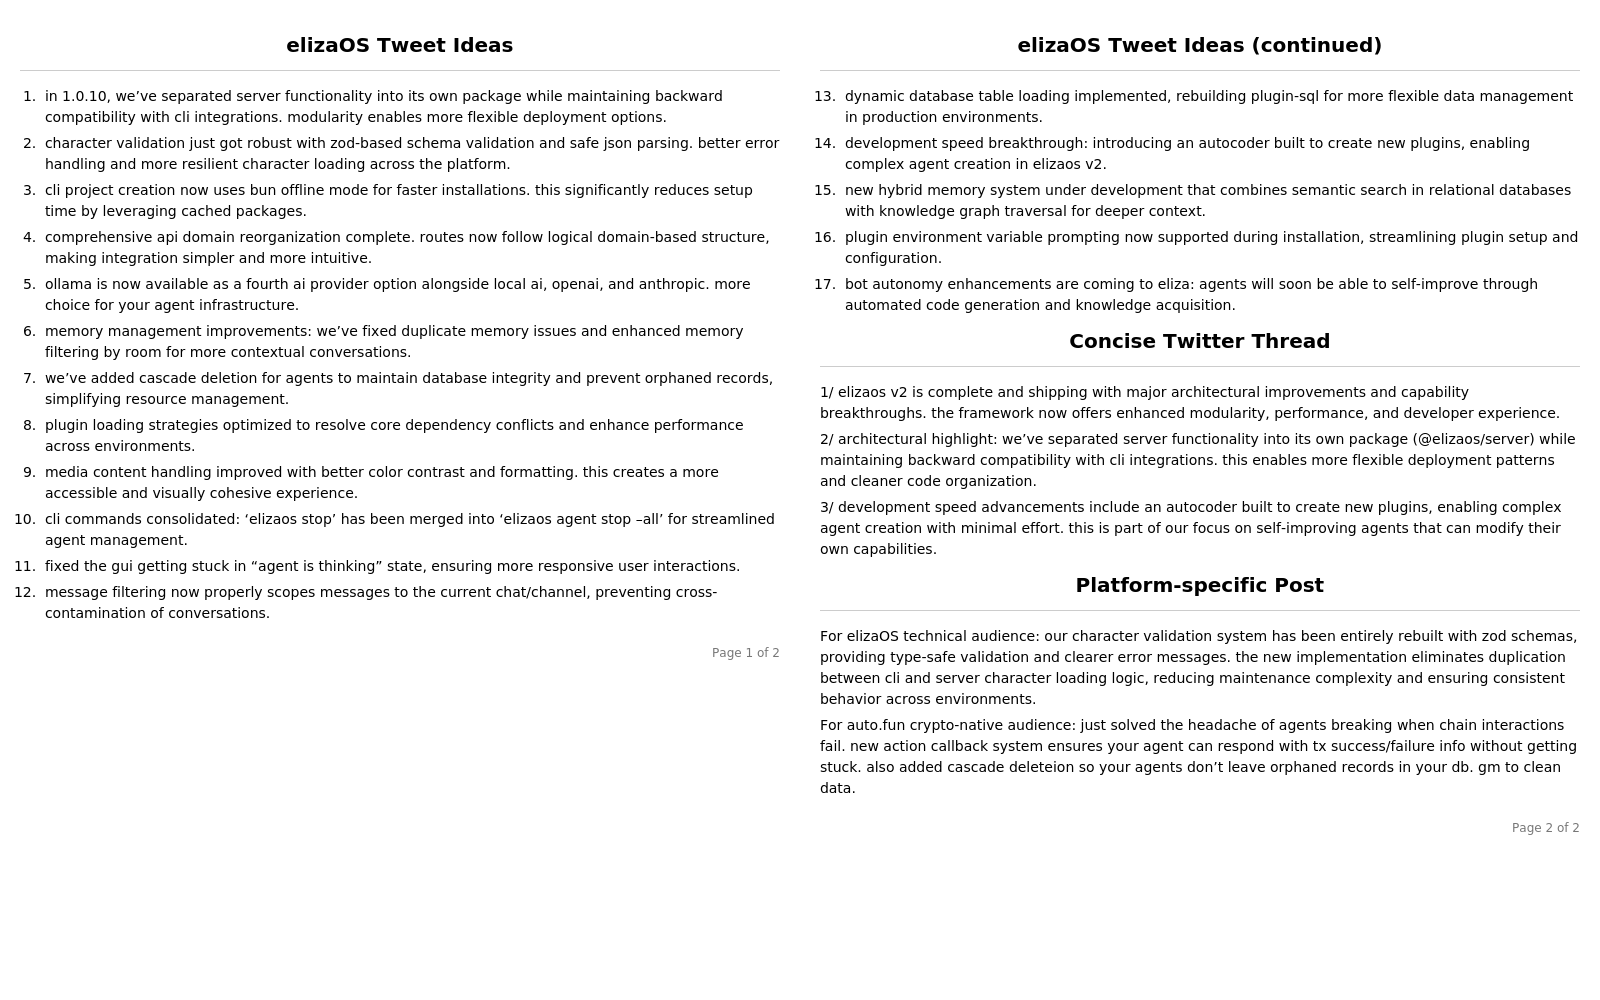 elizaOS Tweet Ideas
1. in 1.0.10, we’ve separated server functionality into its own package while maintaining backward
compatibility with cli integrations. modularity enables more flexible deployment options.
2. character validation just got robust with zod-based schema validation and safe json parsing. better error
handling and more resilient character loading across the platform.
3. cli project creation now uses bun offline mode for faster installations. this significantly reduces setup
time by leveraging cached packages.
4. comprehensive api domain reorganization complete. routes now follow logical domain-based structure,
making integration simpler and more intuitive.
5. ollama is now available as a fourth ai provider option alongside local ai, openai, and anthropic. more
choice for your agent infrastructure.
6. memory management improvements: we’ve fixed duplicate memory issues and enhanced memory
filtering by room for more contextual conversations.
7. we’ve added cascade deletion for agents to maintain database integrity and prevent orphaned records,
simplifying resource management.
8. plugin loading strategies optimized to resolve core dependency conflicts and enhance performance
across environments.
9. media content handling improved with better color contrast and formatting. this creates a more
accessible and visually cohesive experience.
10. cli commands consolidated: ‘elizaos stop’ has been merged into ‘elizaos agent stop –all’ for streamlined
agent management.
11. fixed the gui getting stuck in “agent is thinking” state, ensuring more responsive user interactions.
12. message filtering now properly scopes messages to the current chat/channel, preventing cross-
contamination of conversations.
Page 1 of 2
elizaOS Tweet Ideas (continued)
13. dynamic database table loading implemented, rebuilding plugin-sql for more flexible data management
in production environments.
14. development speed breakthrough: introducing an autocoder built to create new plugins, enabling
complex agent creation in elizaos v2.
15. new hybrid memory system under development that combines semantic search in relational databases
with knowledge graph traversal for deeper context.
16. plugin environment variable prompting now supported during installation, streamlining plugin setup and
configuration.
17. bot autonomy enhancements are coming to eliza: agents will soon be able to self-improve through
automated code generation and knowledge acquisition.
Concise Twitter Thread
1/ elizaos v2 is complete and shipping with major architectural improvements and capability
breakthroughs. the framework now offers enhanced modularity, performance, and developer experience.
2/ architectural highlight: we’ve separated server functionality into its own package (@elizaos/server) while
maintaining backward compatibility with cli integrations. this enables more flexible deployment patterns
and cleaner code organization.
3/ development speed advancements include an autocoder built to create new plugins, enabling complex
agent creation with minimal effort. this is part of our focus on self-improving agents that can modify their
own capabilities.
Platform-specific Post
For elizaOS technical audience: our character validation system has been entirely rebuilt with zod schemas,
providing type-safe validation and clearer error messages. the new implementation eliminates duplication
between cli and server character loading logic, reducing maintenance complexity and ensuring consistent
behavior across environments.
For auto.fun crypto-native audience: just solved the headache of agents breaking when chain interactions
fail. new action callback system ensures your agent can respond with tx success/failure info without getting
stuck. also added cascade deleteion so your agents don’t leave orphaned records in your db. gm to clean
data.
Page 2 of 2